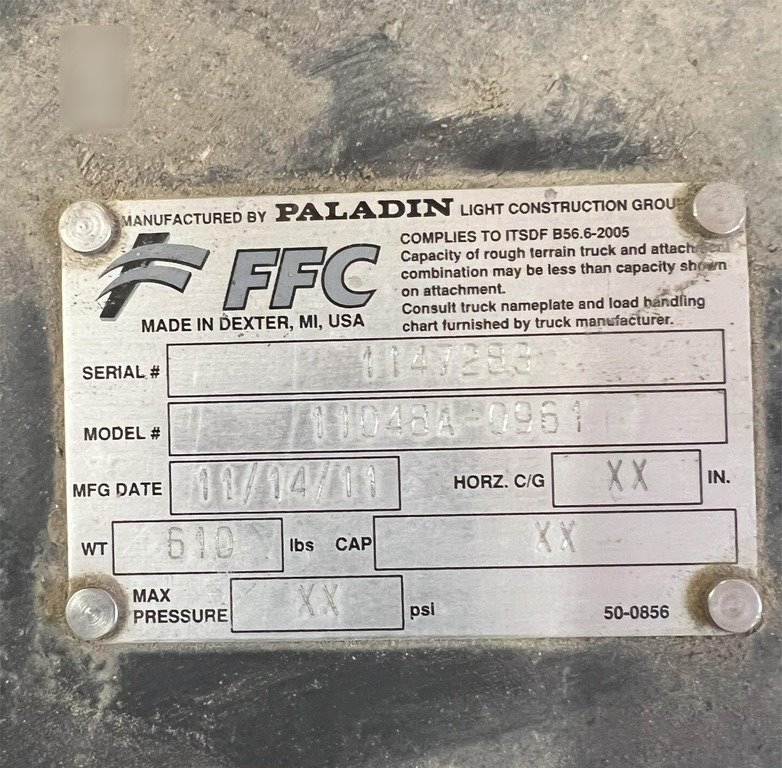 MANUFACTURED BY PALADIN LIGHT CONSTRUCTION GROUP
FFC
MADE IN DEXTER, MI, USA
COMPLIES TO ITSDF B56.6-2005
Capacity of rough terrain truck and attachment
combination may be less than capacity shown
on attachment.
Consult truck nameplate and load handling
chart furnished by truck manufacturer.
SERIAL # 1147283
MODEL # 11048A-0961
MFG DATE 11/14/11 HORZ. C/G XX IN.
WT 610 lbs CAP XX
MAX
PRESSURE XX psi
50-0856